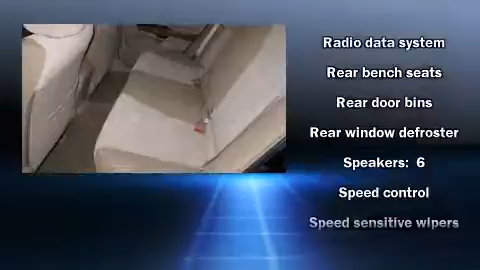 Radio data system
Rear bench seats
Rear door bins
Rear window defroster
Speakers: 6
Speed control
Speed sensitive wipers